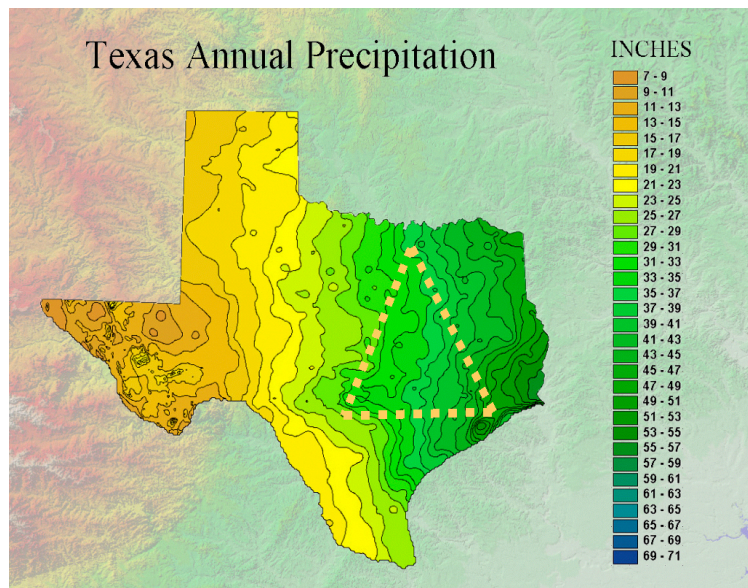 Texas Annual Precipitation
INCHES
7 - 9
9 - 11
11 - 13
13 - 15
15 - 17
17 - 19
19 - 21
21 - 23
23 - 25
25 - 27
27 - 29
29 - 31
31 - 33
33 - 35
35 - 37
37 - 39
39 - 41
41 - 43
43 - 45
45 - 47
47 - 49
49 - 51
51 - 53
53 - 55
55 - 57
57 - 59
59 - 61
61 - 63
63 - 65
65 - 67
67 - 69
69 - 71